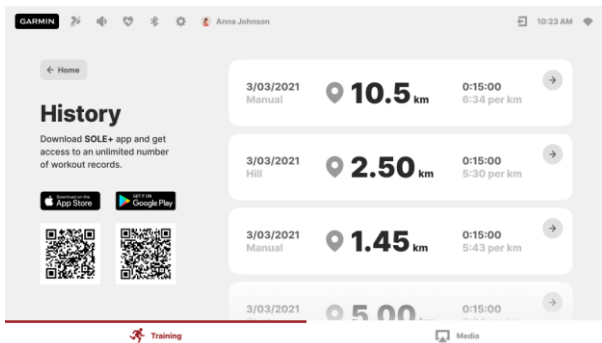 GARMIN
Anna Johnson
10:23 AM
← Home
History
Download SOLE+ app and get
access to an unlimited number
of workout records.
Download on the
App Store
GET IT ON
Google Play
3/03/2021
Manual
10.5 km
0:15:00
6:34 per km
3/03/2021
Hill
2.50 km
0:15:00
5:30 per km
3/03/2021
Manual
1.45 km
0:15:00
5:43 per km
3/03/2021
5.00 km
0:15:00
Training
Media